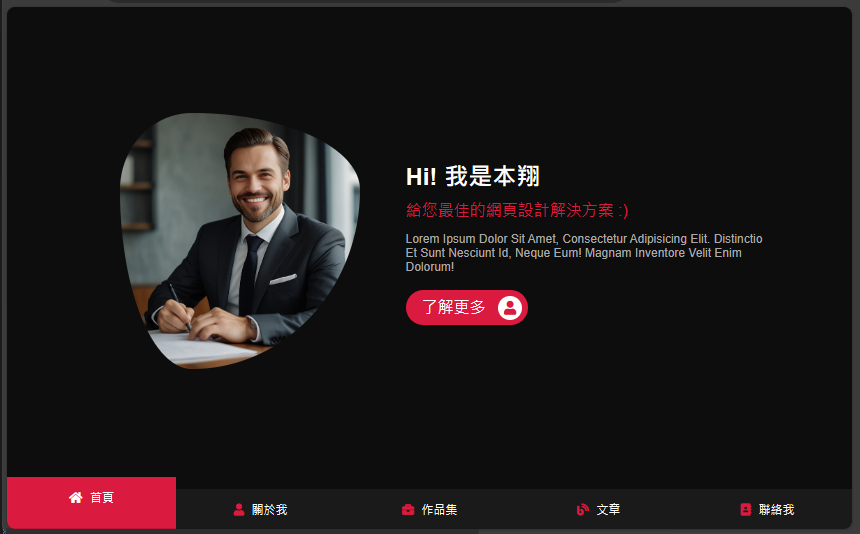 Hi! 我是本翔
給您最佳的網頁設計解決方案 :)
Lorem Ipsum Dolor Sit Amet, Consectetur Adipisicing Elit. Distinctio
Et Sunt Nesciunt Id, Neque Eum! Magnam Inventore Velit Enim
Dolorum!
了解更多
首頁
關於我
作品集
文章
聯絡我